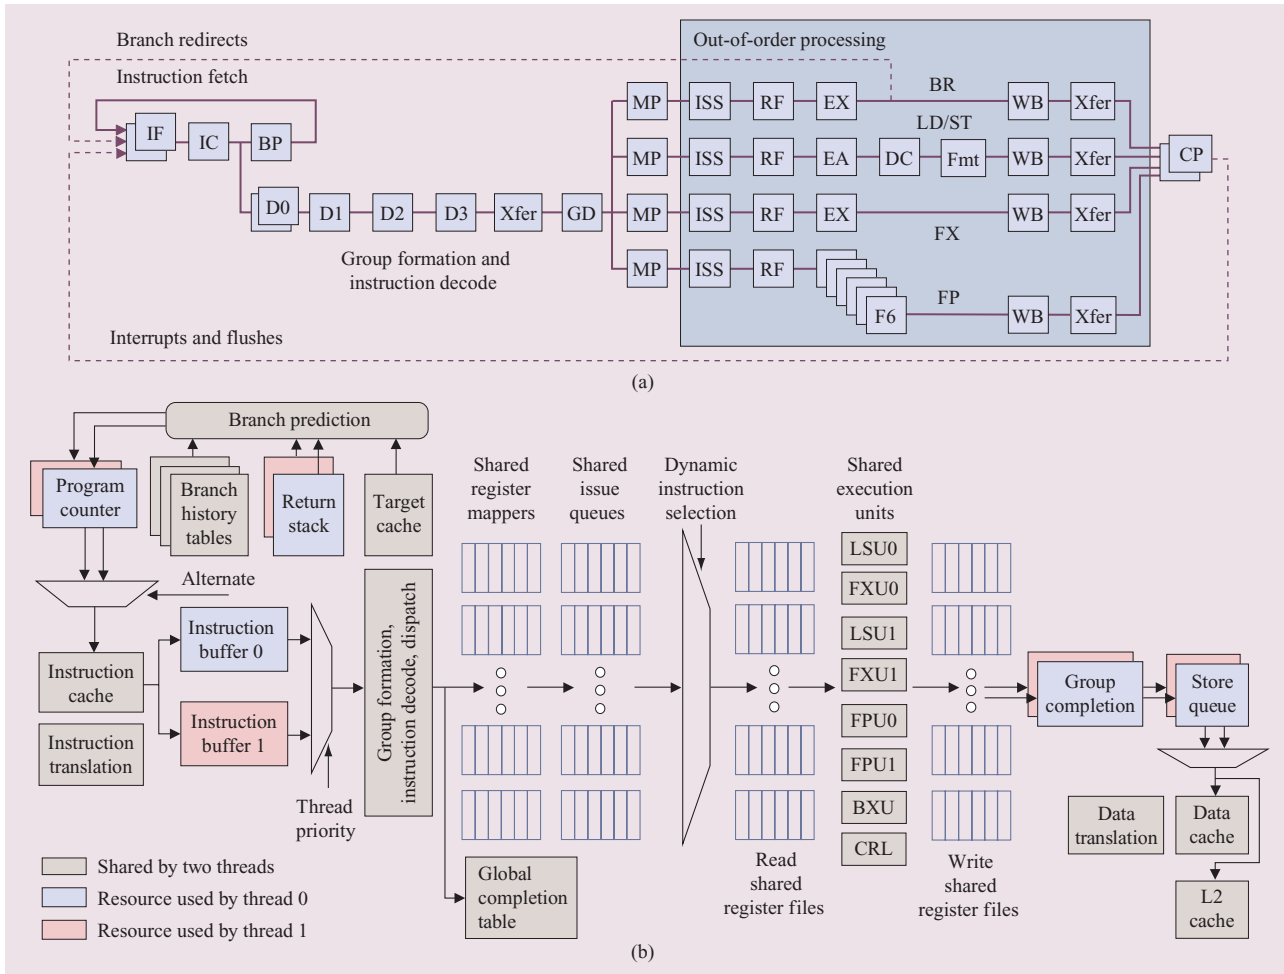 Branch redirects
Out-of-order processing
Instruction fetch
MP
ISS
RF
EX
BR
WB
Xfer
IF
IC
BP
LD/ST
MP
ISS
RF
EA
DC
Fmt
WB
Xfer
CP
D0
D1
D2
D3
Xfer
GD
MP
ISS
RF
EX
WB
Xfer
FX
Group formation and
instruction decode
MP
ISS
RF
F6
FP
WB
Xfer
Interrupts and flushes
(a)
Branch prediction
Program
counter
Branch
history
tables
Return
stack
Target
cache
Shared
register
mappers
Shared
issue
queues
Dynamic
instruction
selection
Shared
execution
units
Alternate
Instruction
cache
Instruction
translation
Instruction
buffer 0
Instruction
buffer 1
Thread
priority
Group formation,
instruction decode, dispatch
LSU0
FXU0
LSU1
FXU1
FPU0
FPU1
BXU
CRL
Group
completion
Store
queue
Data
translation
Data
cache
L2
cache
Read
shared
register files
Write
shared
register files
Global
completion
table
Shared by two threads
Resource used by thread 0
Resource used by thread 1
(b)